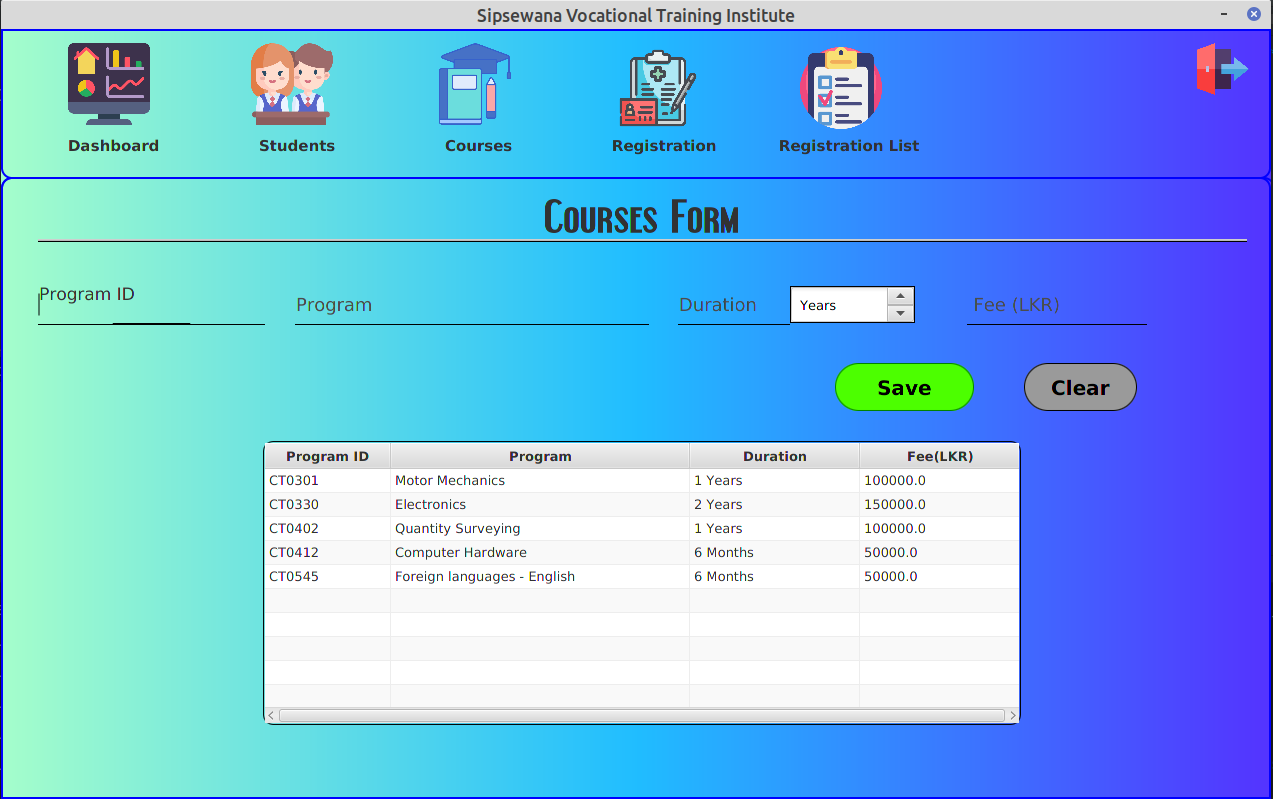 Sipsewana Vocational Training Institute
Dashboard Students Courses Registration Registration List
Courses Form
Program ID Program Duration Years Fee (LKR)
Save Clear
Program ID Program Duration Fee(LKR)
CT0301 Motor Mechanics 1 Years 100000.0
CT0330 Electronics 2 Years 150000.0
CT0402 Quantity Surveying 1 Years 100000.0
CT0412 Computer Hardware 6 Months 50000.0
CT0545 Foreign languages - English 6 Months 50000.0